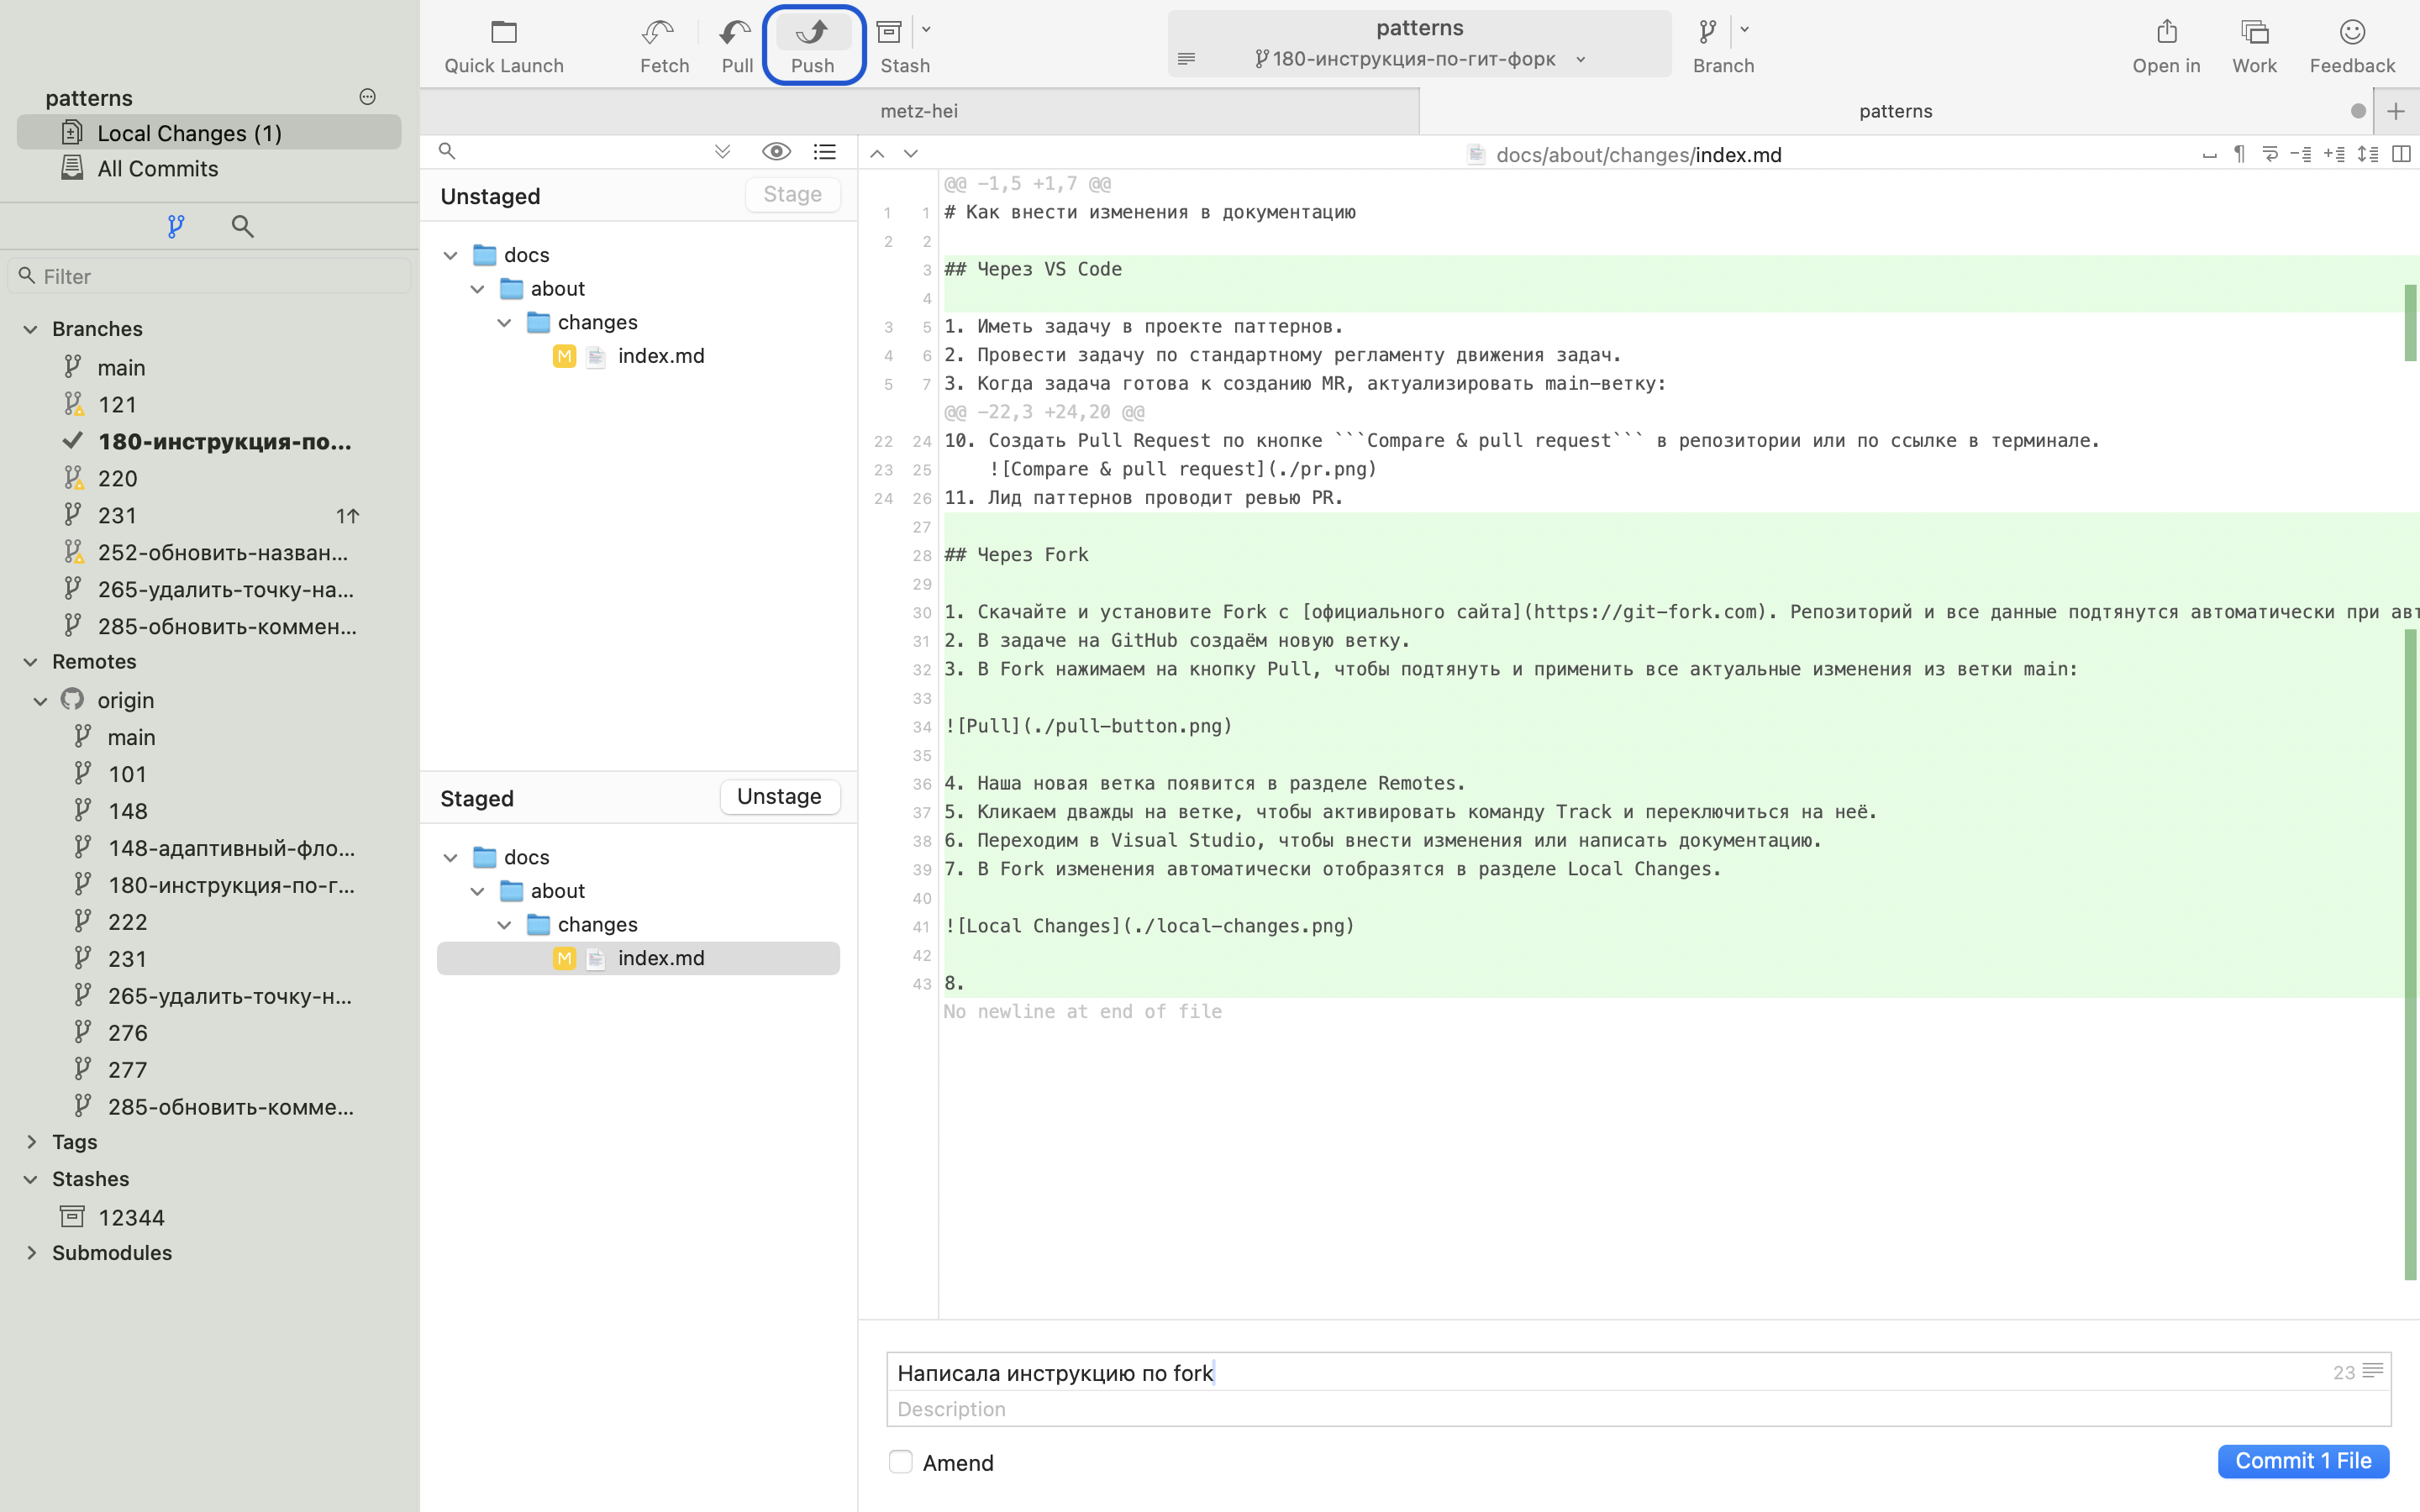 Quick Launch
Fetch
Pull
Push
Stash
patterns
180-инструкция-по-гит-форк
Branch
Open in
Work
Feedback
metz-hei
patterns
patterns
Local Changes (1)
All Commits
Filter
Branches
main
121
180-инструкция-по...
220
231 1↑
252-обновить-назван...
265-удалить-точку-на...
285-обновить-коммен...
Remotes
origin
main
101
148
148-адаптивный-фло...
180-инструкция-по-г...
222
231
265-удалить-точку-н...
276
277
285-обновить-комме...
Tags
Stashes
12344
Submodules
Unstaged
Stage
docs
about
changes
M index.md
Staged
Unstage
docs
about
changes
M index.md
docs/about/changes/index.md
@@ -1,5 +1,7 @@
1 1 # Как внести изменения в документацию
2 2
3 ## Через VS Code
4
3 5 1. Иметь задачу в проекте паттернов.
4 6 2. Провести задачу по стандартному регламенту движения задач.
5 7 3. Когда задача готова к созданию MR, актуализировать main-ветку:
@@ -22,3 +24,20 @@
22 24 10. Создать Pull Request по кнопке ```Compare & pull request``` в репозитории или по ссылке в терминале.
23 25 ![Compare & pull request](./pr.png)
24 26 11. Лид паттернов проводит ревью PR.
27
28 ## Через Fork
29
30 1. Скачайте и установите Fork с [официального сайта](https://git-fork.com). Репозиторий и все данные подтянутся автоматически при авт
31 2. В задаче на GitHub создаём новую ветку.
32 3. В Fork нажимаем на кнопку Pull, чтобы подтянуть и применить все актуальные изменения из ветки main:
33
34 ![Pull](./pull-button.png)
35
36 4. Наша новая ветка появится в разделе Remotes.
37 5. Кликаем дважды на ветке, чтобы активировать команду Track и переключиться на неё.
38 6. Переходим в Visual Studio, чтобы внести изменения или написать документацию.
39 7. В Fork изменения автоматически отобразятся в разделе Local Changes.
40
41 ![Local Changes](./local-changes.png)
42
43 8.
No newline at end of file
Написала инструкцию по fork
23
Description
Amend
Commit 1 File